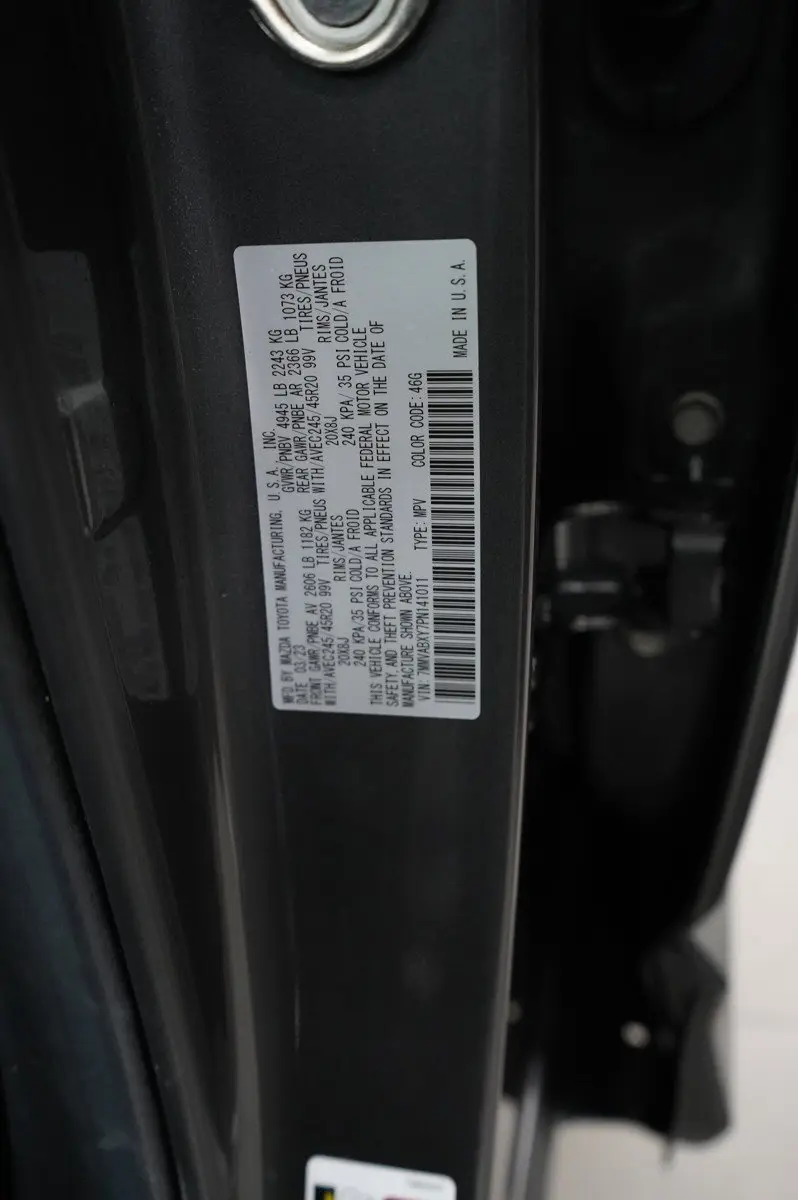 MFD BY MAZDA TOYOTA MANUFACTURING, U.S.A. INC.
DATE 03/23 GVWR/PNBV 4945 LB 2243 KG
FRONT GAWR/PNBE AV 2606 LB 1182 KG REAR GAWR/PNBE AR 2366 LB 1073 KG
WITH/AVEC245/45R20 99V TIRES/PNEUS WITH/AVEC245/45R20 99V TIRES/PNEUS
20X8J RIMS/JANTES 20X8J RIMS/JANTES
240 KPA/35 PSI COLD/A FROID 240 KPA/ 35 PSI COLD/A FROID
THIS VEHICLE CONFORMS TO ALL APPLICABLE FEDERAL MOTOR VEHICLE
SAFETY AND THEFT PREVENTION STANDARDS IN EFFECT ON THE DATE OF
MANUFACTURE SHOWN ABOVE.
VIN: 7MMVABXY7PN141011 TYPE: MPV COLOR CODE: 46G
MADE IN U.S.A.